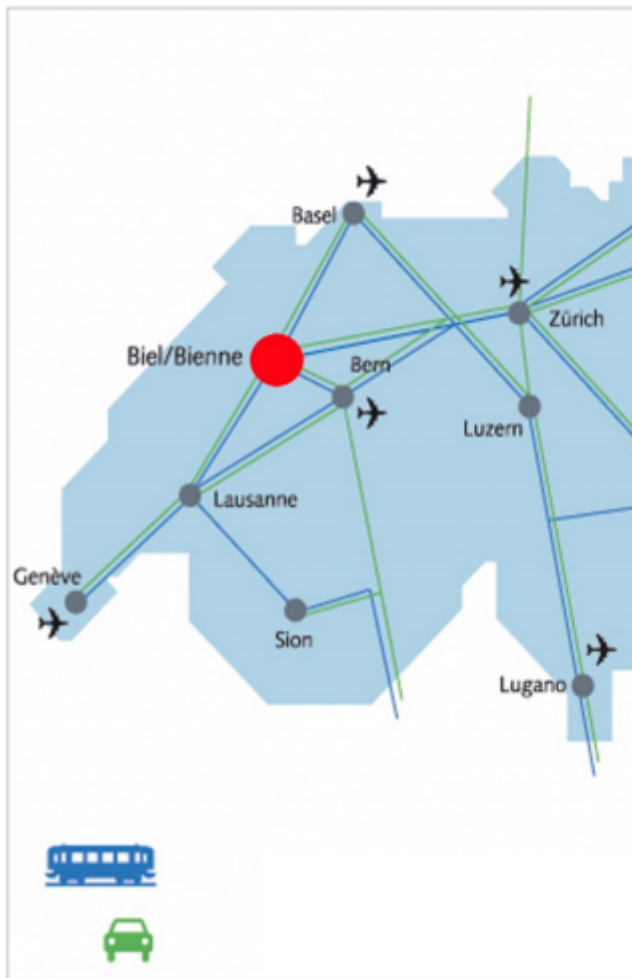 Basel
Zürich
Biel/Bienne
Bern
Luzern
Lausanne
Genève
Sion
Lugano